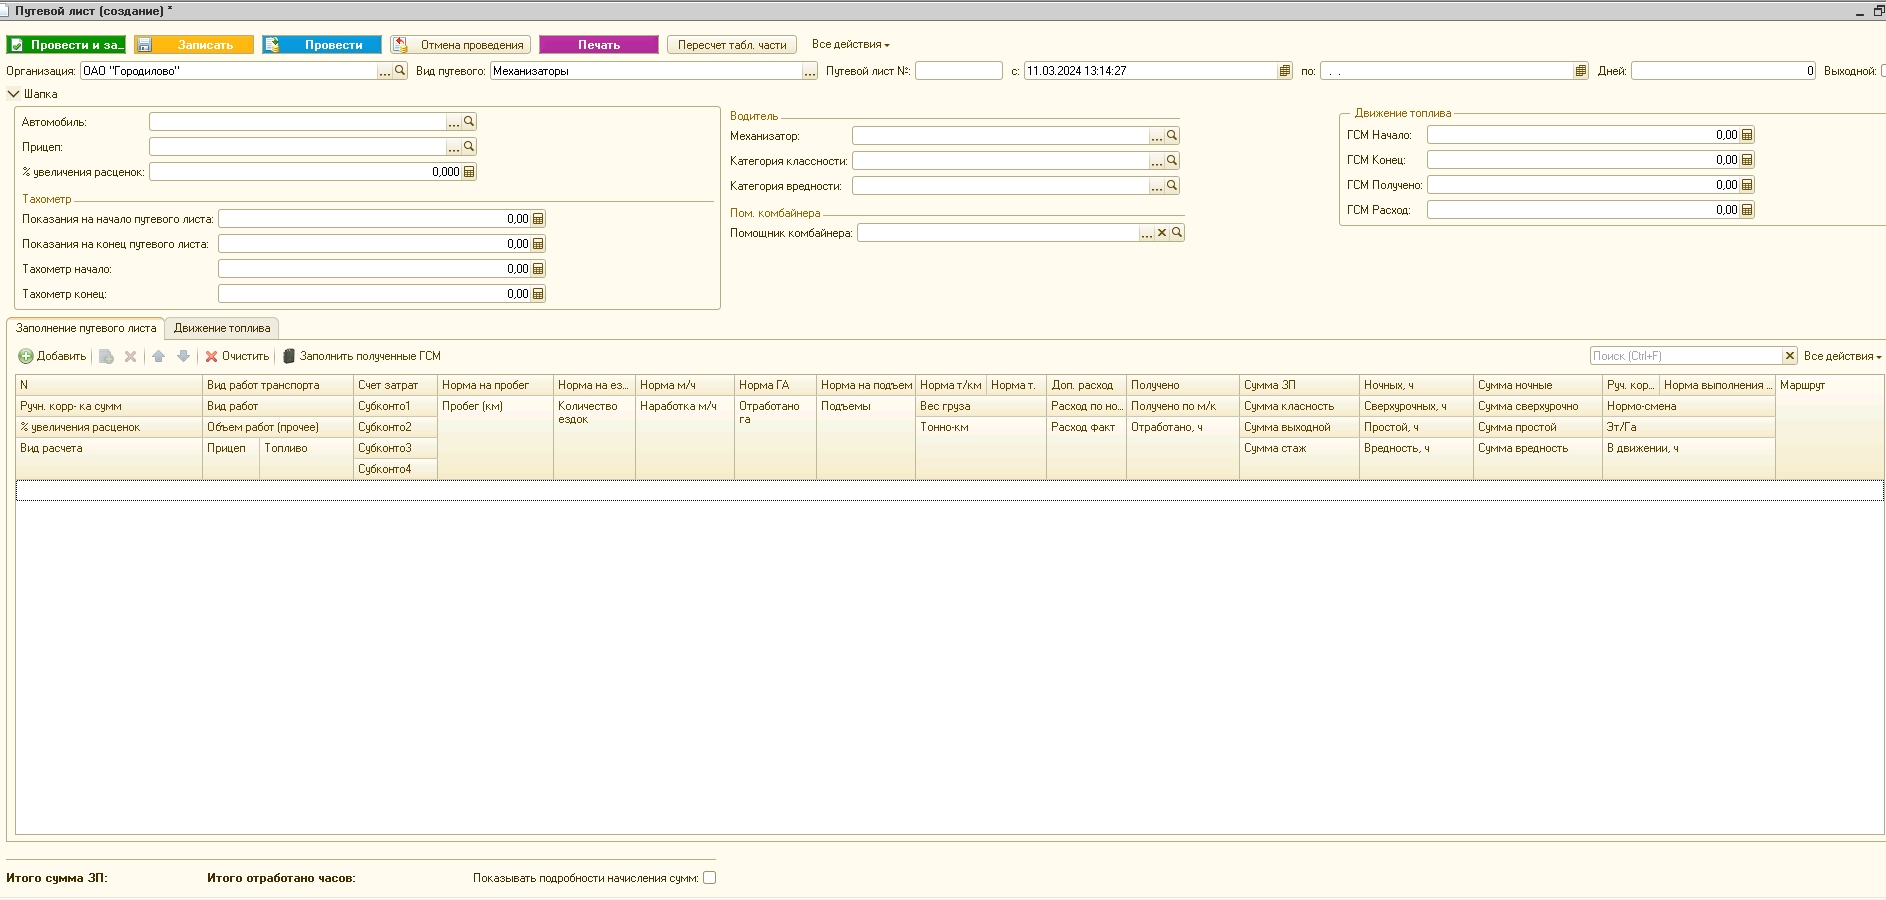 Путевой лист (создание) *
Провести и за... Записать Провести Отмена проведения Печать Пересчет табл. части Все действия
Организация: ОАО "Городилово" ... Вид путевого: Механизаторы ... Путевой лист №: с: 11.03.2024 13:14:27 по: . . Дней: 0 Выходной:
Шапка
Автомобиль: ...
Прицеп: ...
% увеличения расценок: 0,000
Тахометр
Показания на начало путевого листа: 0,00
Показания на конец путевого листа: 0,00
Тахометр начало: 0,00
Тахометр конец: 0,00
Водитель
Механизатор: ...
Категория классности: ...
Категория вредности: ...
Пом. комбайнера
Помощник комбайнера: ...
Движение топлива
ГСМ Начало: 0,00
ГСМ Конец: 0,00
ГСМ Получено: 0,00
ГСМ Расход: 0,00
Заполнение путевого листа Движение топлива
Добавить Очистить Заполнить полученные ГСМ Поиск (Ctrl+F) Все действия
N Вид работ транспорта Счет затрат Норма на пробег Норма на ез... Норма м/ч Норма ГА Норма на подъем Норма т/км Норма т. Доп. расход Получено Сумма ЗП Ночных, ч Сумма ночные Руч. кор... Норма выполнения ... Маршрут
Ручн. корр- ка сумм Вид работ Субконто1 Пробег (км) Количество ездок Наработка м/ч Отработано га Подъемы Вес груза Расход по но... Получено по м/к Сумма класность Сверхурочных, ч Сумма сверхурочно Нормо-смена
% увеличения расценок Объем работ (прочее) Субконто2 Тонно-км Расход факт Отработано, ч Сумма выходной Простой, ч Сумма простой Эт/Га
Вид расчета Прицеп Топливо Субконто3 Сумма стаж Вредность, ч Сумма вредность В движении, ч
Субконто4
Итого сумма ЗП: Итого отработано часов: Показывать подробности начисления сумм: